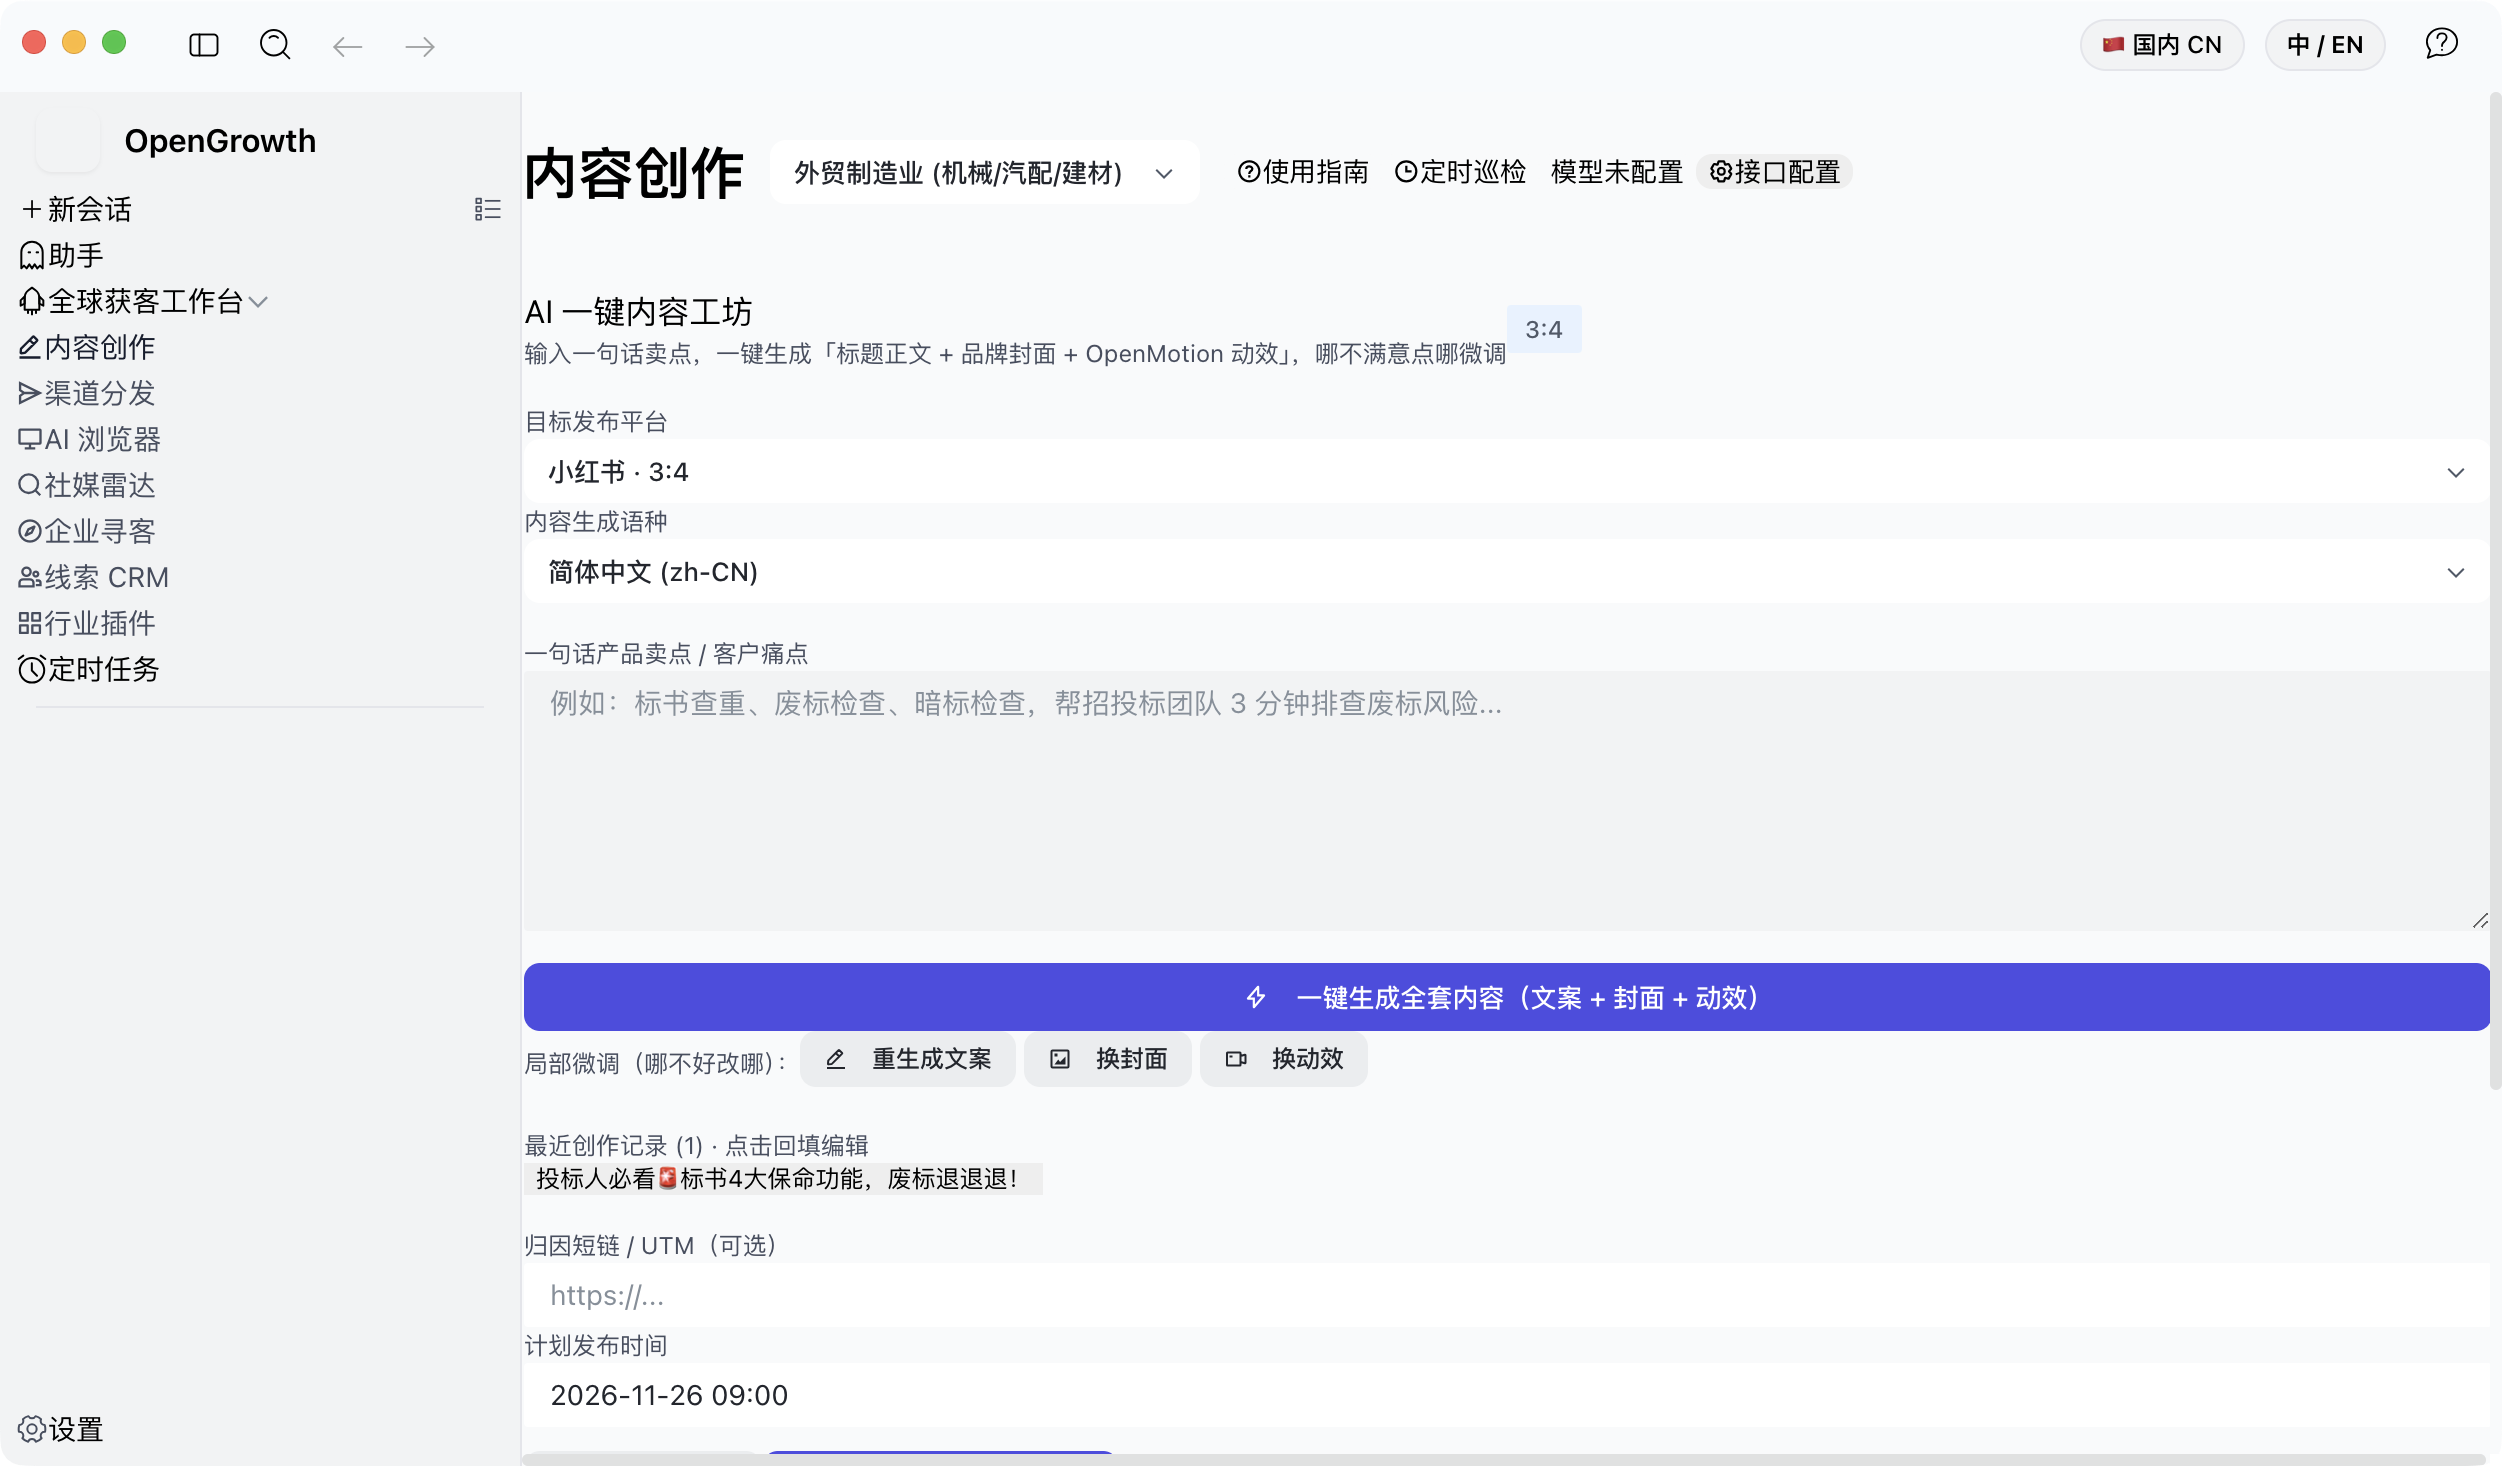 国内 CN
中 / EN
OpenGrowth
新会话
助手
全球获客工作台
内容创作
渠道分发
AI 浏览器
社媒雷达
企业寻客
线索 CRM
行业插件
定时任务
设置
内容创作
外贸制造业 (机械/汽配/建材)
使用指南
定时巡检
模型未配置
接口配置
AI 一键内容工坊
输入一句话卖点，一键生成「标题正文 + 品牌封面 + OpenMotion 动效」，哪不满意点哪微调
3:4
目标发布平台
小红书 · 3:4
内容生成语种
简体中文 (zh-CN)
一句话产品卖点 / 客户痛点
例如：标书查重、废标检查、暗标检查，帮招投标团队 3 分钟排查废标风险...
一键生成全套内容（文案 + 封面 + 动效）
局部微调（哪不好改哪）：
重生成文案
换封面
换动效
最近创作记录 (1) · 点击回填编辑
投标人必看🚨标书4大保命功能，废标退退退！
归因短链 / UTM（可选）
https://...
计划发布时间
2026-11-26 09:00